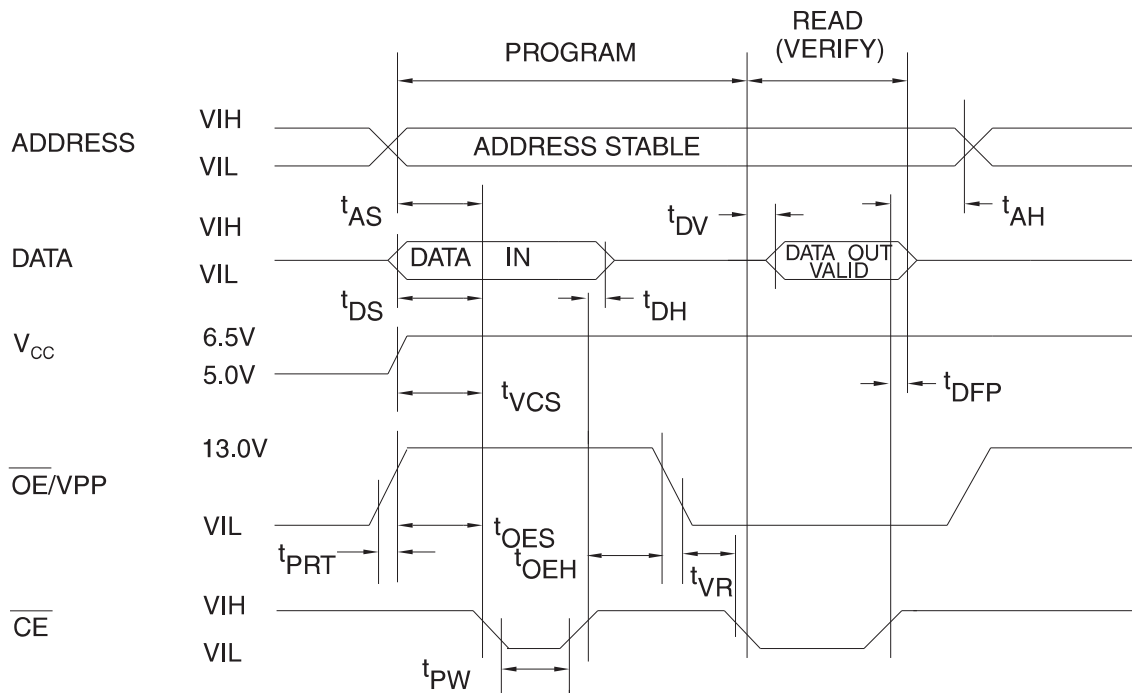 READ
(VERIFY)
PROGRAM
ADDRESS
VIH
VIL
ADDRESS STABLE
tAS
tDV
tAH
DATA
VIH
VIL
DATA IN
DATA OUT
VALID
tDS
tDH
VCC
6.5V
5.0V
tVCS
tDFP
OE/VPP
13.0V
VIL
tPRT
tOES
tOEH
tVR
CE
VIH
VIL
tPW